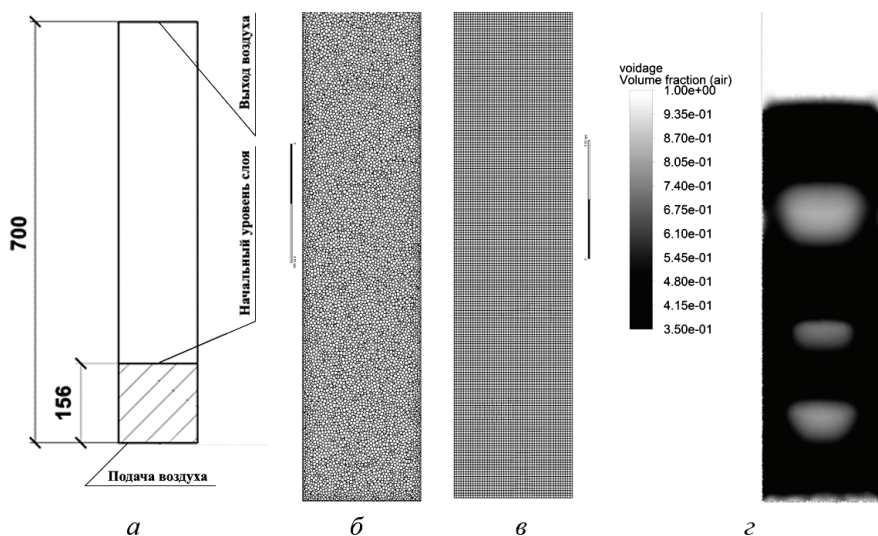 700
156
Выход воздуха
Начальный уровень слоя
Подача воздуха
voidage
Volume fraction (air)
1.00e+00
9.35e-01
8.70e-01
8.05e-01
7.40e-01
6.75e-01
6.10e-01
5.45e-01
4.80e-01
4.15e-01
3.50e-01
а
б
в
г